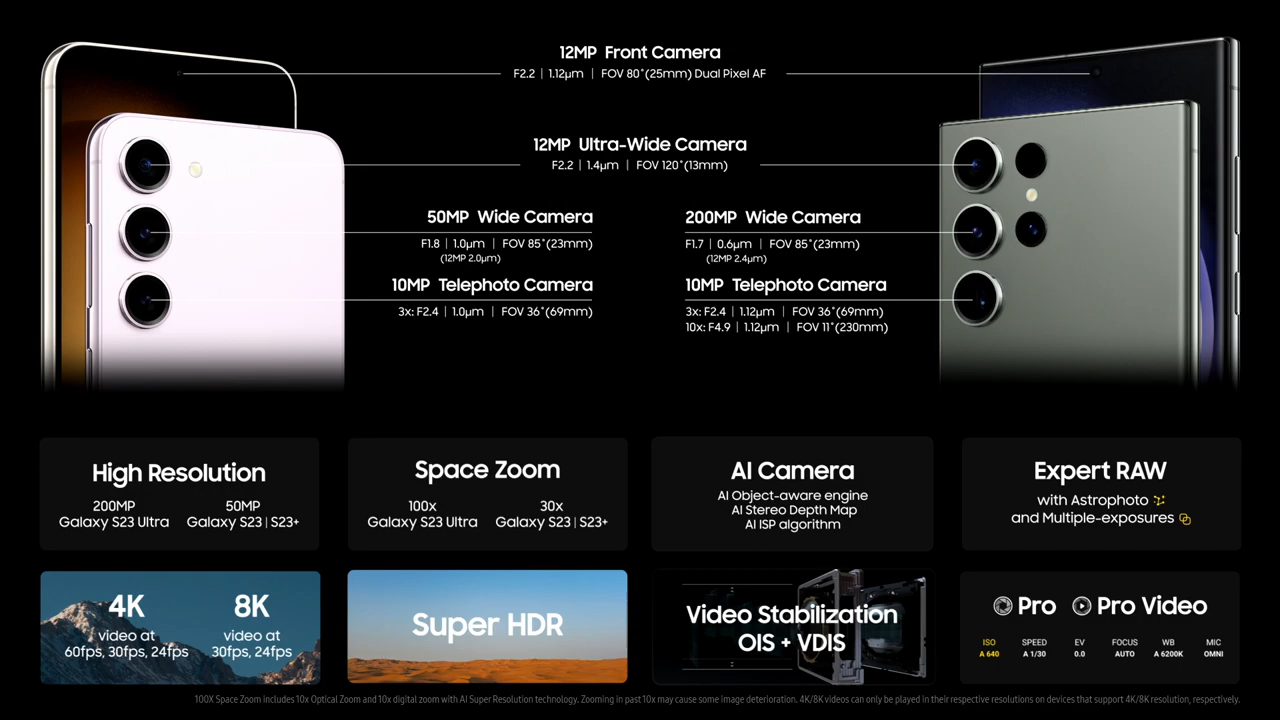 12MP Front Camera
F2.2 | 1.12μm | FOV 80˚(25mm) Dual Pixel AF
12MP Ultra-Wide Camera
F2.2 | 1.4μm | FOV 120˚(13mm)
50MP Wide Camera
F1.8 | 1.0μm | FOV 85˚(23mm)
(12MP 2.0μm)
10MP Telephoto Camera
3x: F2.4 | 1.0μm | FOV 36˚(69mm)
200MP Wide Camera
F1.7 | 0.6μm | FOV 85˚(23mm)
(12MP 2.4μm)
10MP Telephoto Camera
3x: F2.4 | 1.12μm | FOV 36˚(69mm)
10x: F4.9 | 1.12μm | FOV 11˚(230mm)
High Resolution
200MP
Galaxy S23 Ultra
50MP
Galaxy S23 | S23+
Space Zoom
100x
Galaxy S23 Ultra
30x
Galaxy S23 | S23+
AI Camera
AI Object-aware engine
AI Stereo Depth Map
AI ISP algorithm
Expert RAW
with Astrophoto
and Multiple-exposures
4K
video at
60fps, 30fps, 24fps
8K
video at
30fps, 24fps
Super HDR
Video Stabilization
OIS + VDIS
Pro Pro Video
ISO SPEED EV FOCUS WB MIC
A 640 A 1/30 0.0 AUTO A 6200K OMNI
100X Space Zoom includes 10x Optical Zoom and 10x digital zoom with AI Super Resolution technology. Zooming in past 10x may cause some image deterioration. 4K/8K videos can only be played in their respective resolutions on devices that support 4K/8K resolution, respectively.